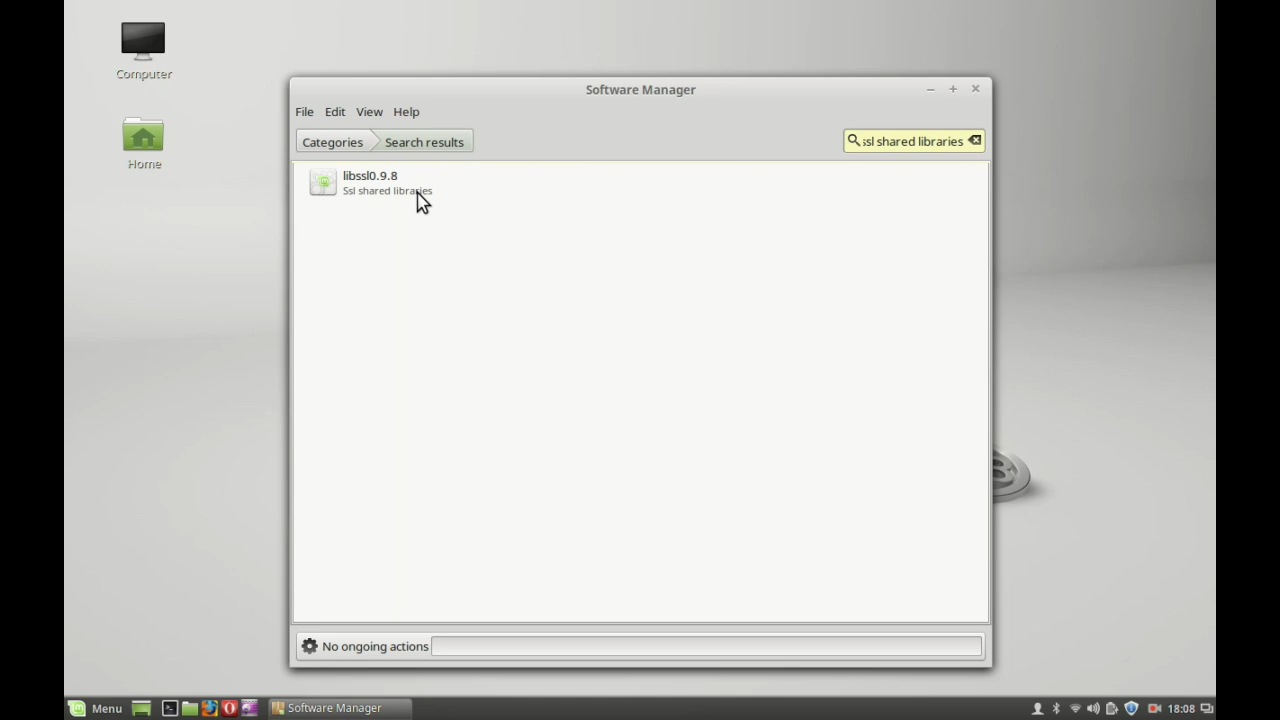 Computer
Home
Software Manager
File Edit View Help
Categories Search results
ssl shared libraries
libssl0.9.8
Ssl shared libraries
No ongoing actions
Menu
Software Manager
18:08